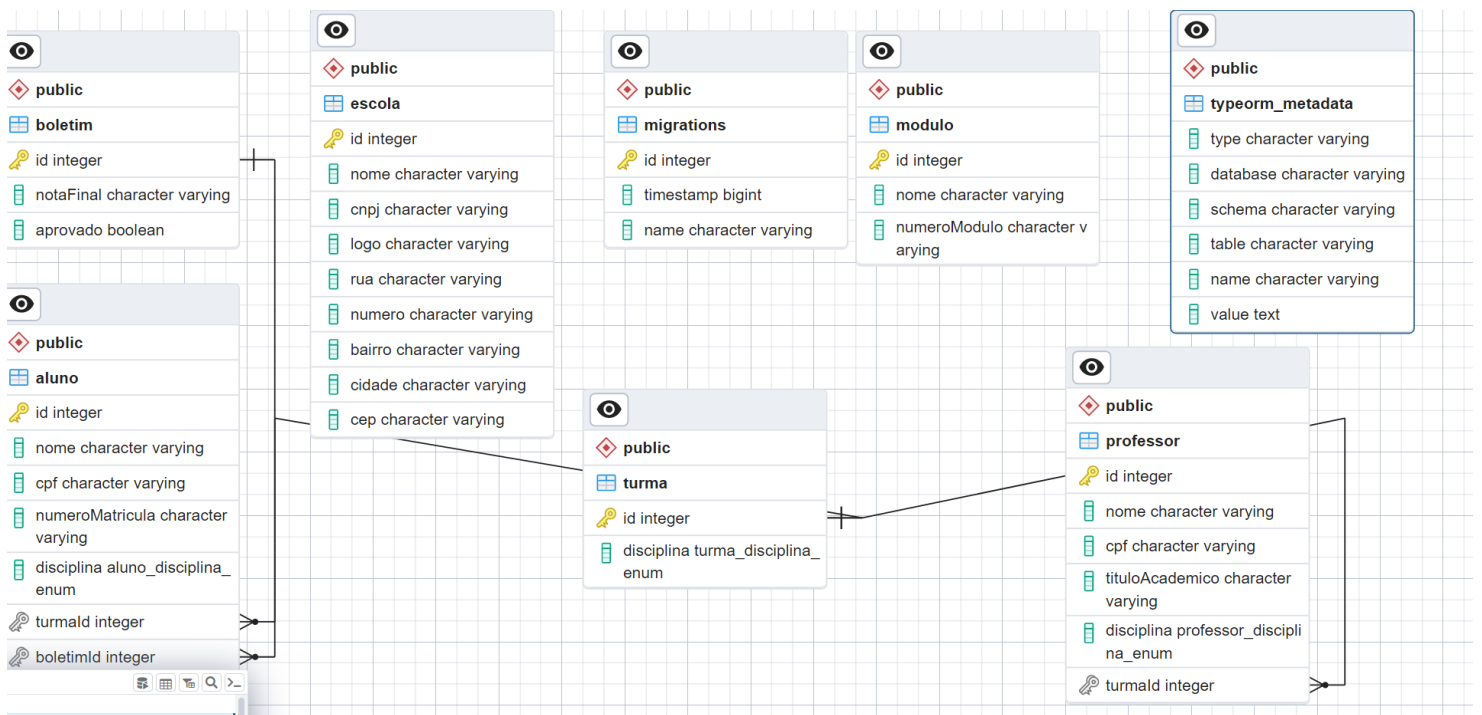 public
boletim
id integer
notaFinal character varying
aprovado boolean
public
aluno
id integer
nome character varying
cpf character varying
numeroMatricula character
varying
disciplina aluno_disciplina_
enum
turmaId integer
boletimId integer
public
escola
id integer
nome character varying
cnpj character varying
logo character varying
rua character varying
numero character varying
bairro character varying
cidade character varying
cep character varying
public
migrations
id integer
timestamp bigint
name character varying
public
modulo
id integer
nome character varying
numeroModulo character v
arying
public
typeorm_metadata
type character varying
database character varying
schema character varying
table character varying
name character varying
value text
public
turma
id integer
disciplina turma_disciplina_
enum
public
professor
id integer
nome character varying
cpf character varying
tituloAcademico character
varying
disciplina professor_discipli
na_enum
turmaId integer